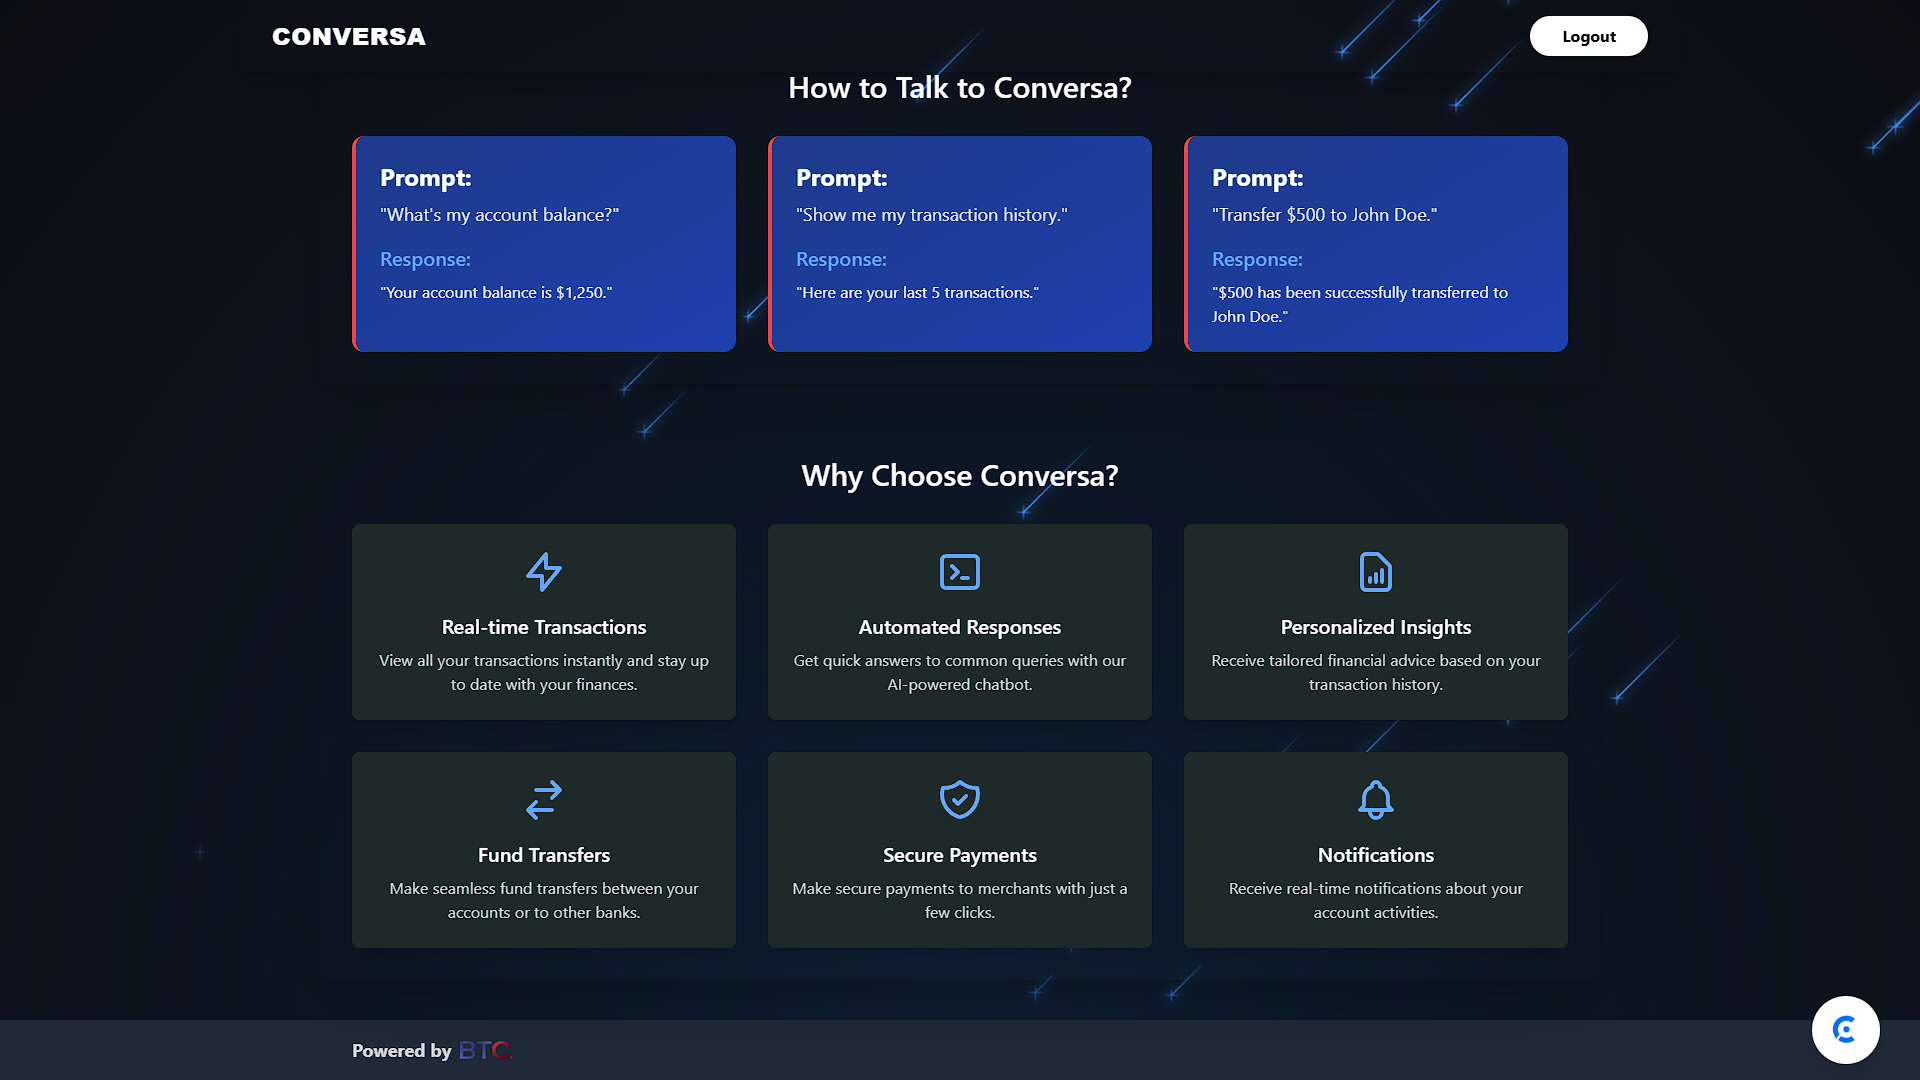 CONVERSA
Logout
How to Talk to Conversa?
Prompt:
"What's my account balance?"
Response:
"Your account balance is $1,250."
Prompt:
"Show me my transaction history."
Response:
"Here are your last 5 transactions."
Prompt:
"Transfer $500 to John Doe."
Response:
"$500 has been successfully transferred to
John Doe."
Why Choose Conversa?
Real-time Transactions
View all your transactions instantly and stay up
to date with your finances.
Automated Responses
Get quick answers to common queries with our
AI-powered chatbot.
Personalized Insights
Receive tailored financial advice based on your
transaction history.
Fund Transfers
Make seamless fund transfers between your
accounts or to other banks.
Secure Payments
Make secure payments to merchants with just a
few clicks.
Notifications
Receive real-time notifications about your
account activities.
Powered by BTC.